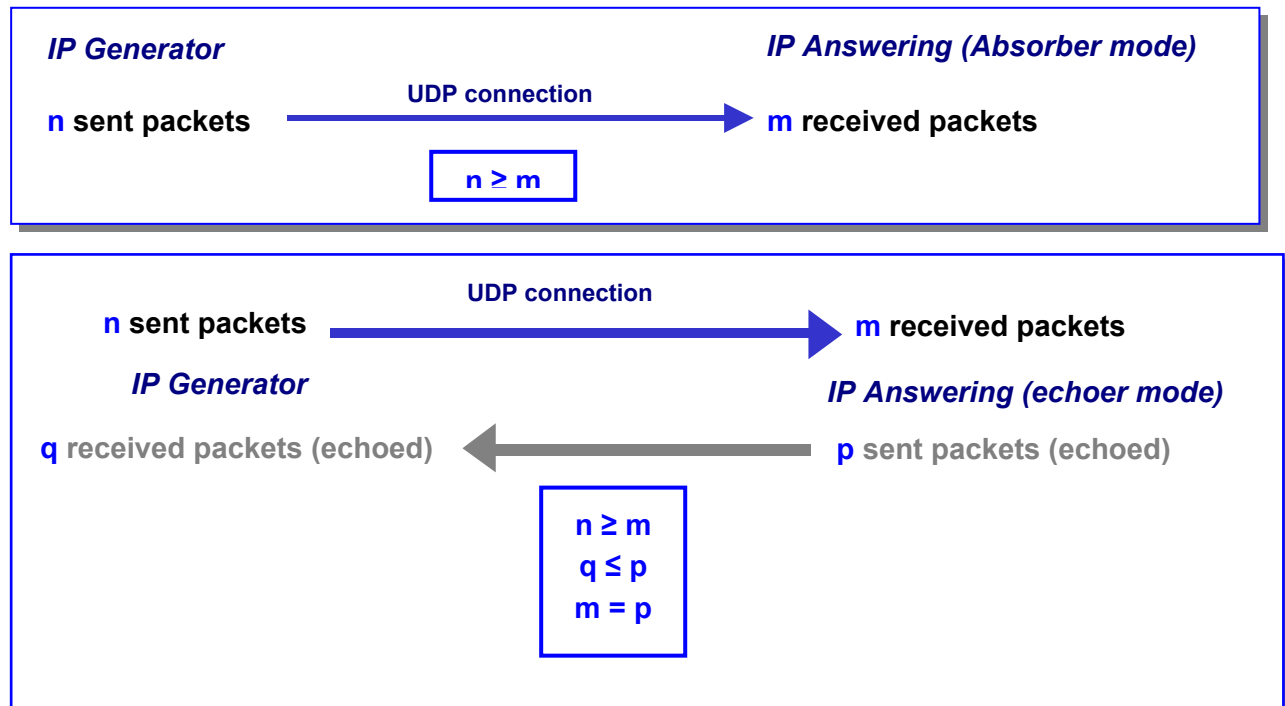 IP Generator
IP Answering (Absorber mode)
UDP connection
n sent packets
m received packets
n ≥ m
UDP connection
n sent packets
m received packets
IP Generator
IP Answering (echoer mode)
q received packets (echoed)
p sent packets (echoed)
n ≥ m
q ≤ p
m = p